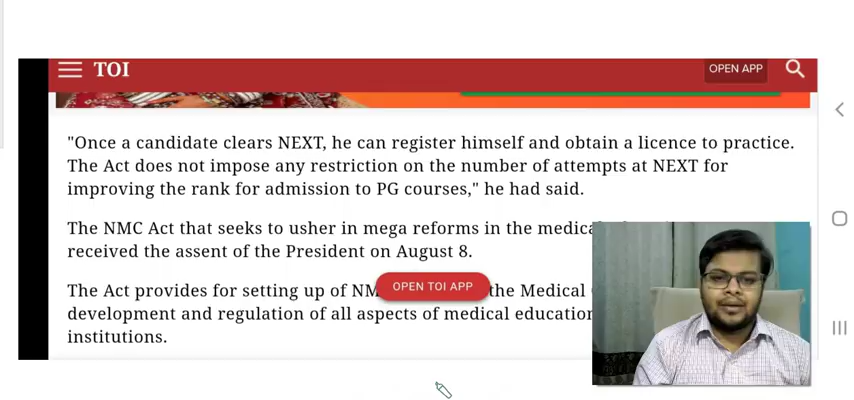 TOI
OPEN APP
"Once a candidate clears NEXT, he can register himself and obtain a licence to practice.
The Act does not impose any restriction on the number of attempts at NEXT for
improving the rank for admission to PG courses," he had said.
The NMC Act that seeks to usher in mega reforms in the medical
received the assent of the President on August 8.
The Act provides for setting up of the Medical
OPEN TOI APP
development and regulation of all aspects of medical education
institutions.